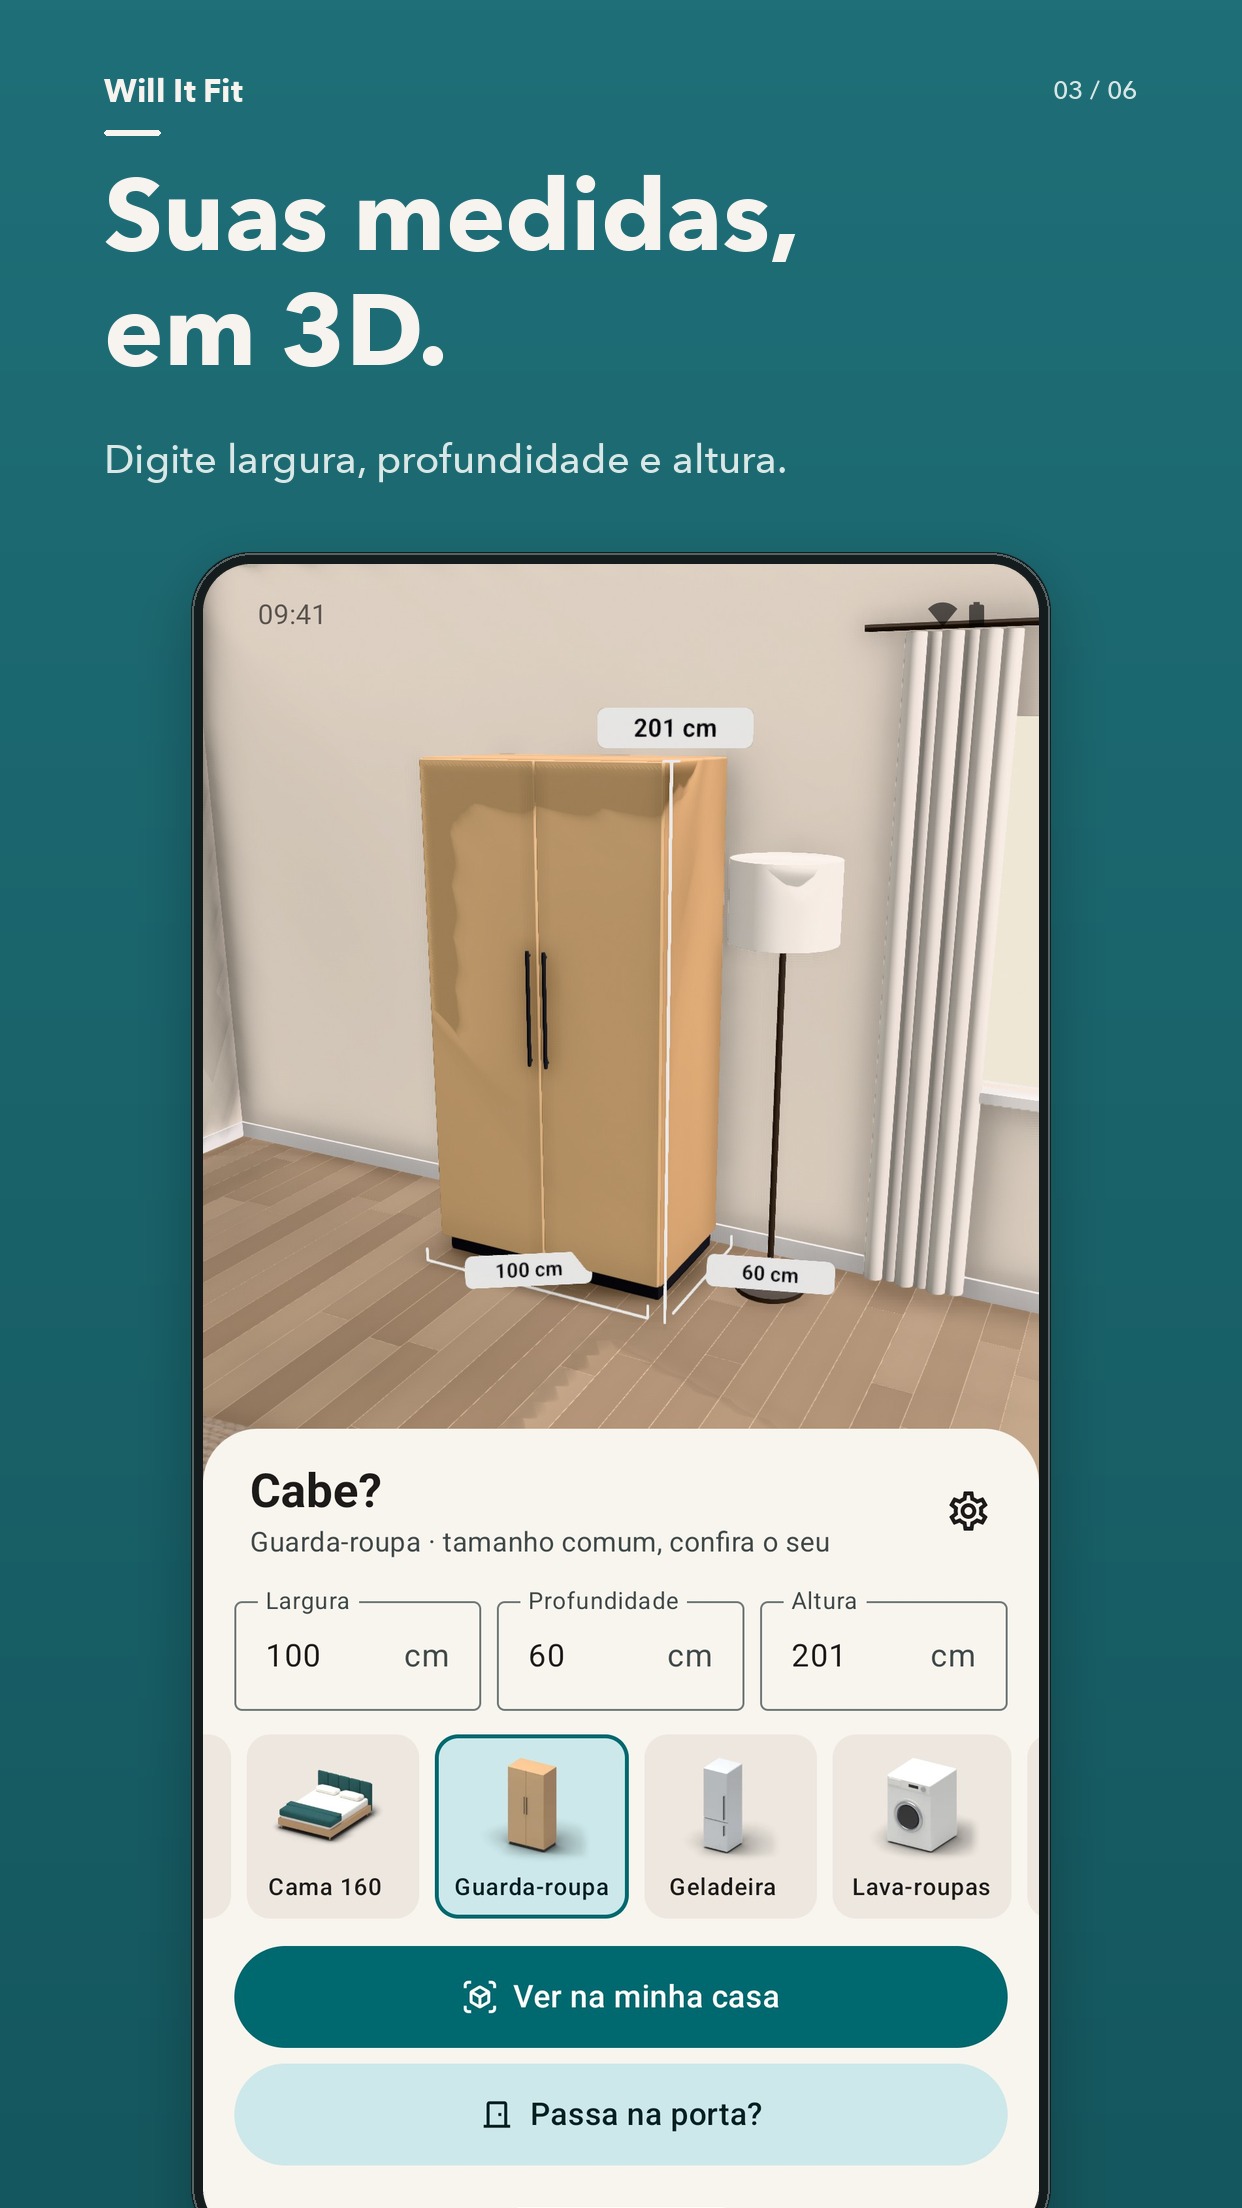 Will It Fit
03 / 06
Suas medidas,
em 3D.
Digite largura, profundidade e altura.
09:41
201 cm
100 cm
60 cm
Cabe?
Guarda-roupa · tamanho comum, confira o seu
Largura
Profundidade
Altura
100 cm
60 cm
201 cm
Cama 160
Guarda-roupa
Geladeira
Lava-roupas
Ver na minha casa
Passa na porta?